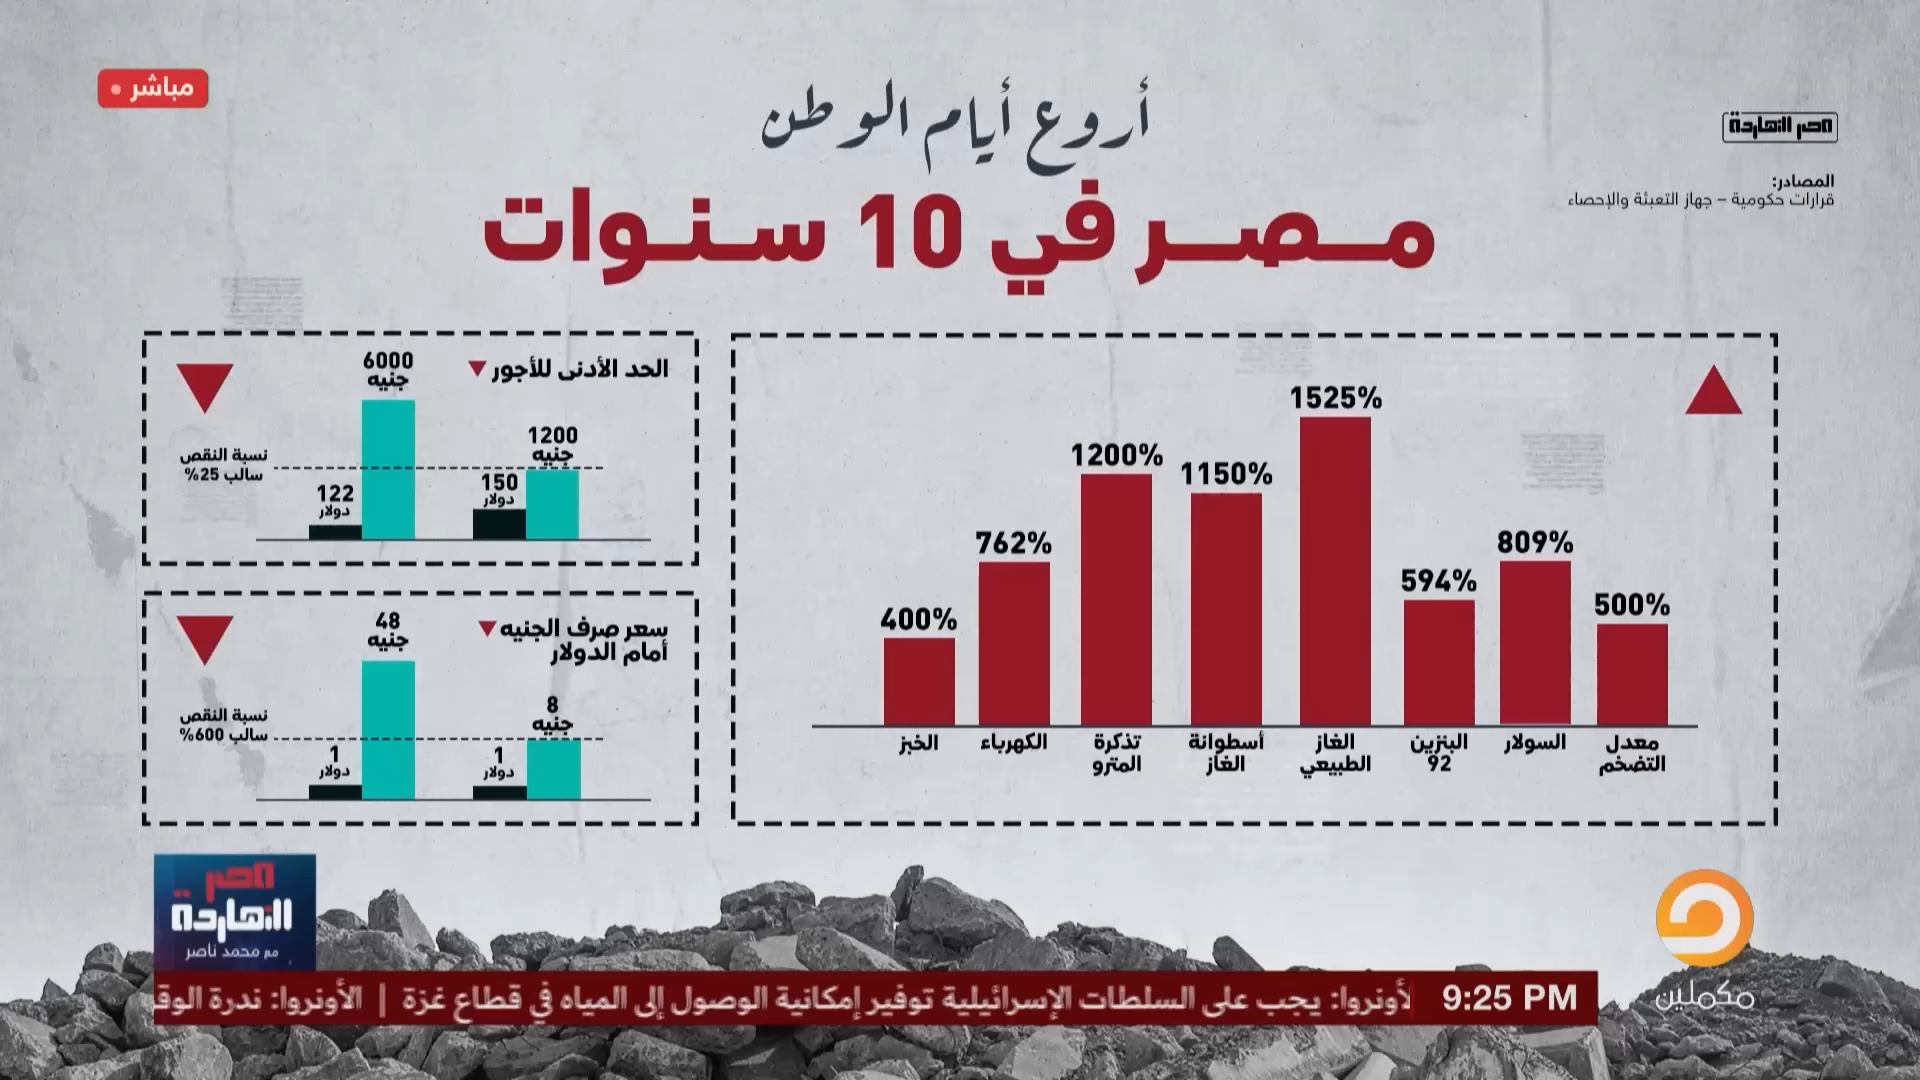 مباشر
أروع أيام الوطن
مصر في 10 سنوات
مصر النهاردة
المصادر:
قرارات حكومية – جهاز التعبئة والإحصاء
1525%
1200%
1150%
809%
762%
594%
500%
400%
معدل
التضخم
السولار
البنزين
92
الغاز
الطبيعي
أسطوانة
الغاز
تذكرة
المترو
الكهرباء
الخبز
الحد الأدنى للأجور
1200
جنيه
150
دولار
6000
جنيه
122
دولار
نسبة النقص
سالب 25%
سعر صرف الجنيه
أمام الدولار
8
جنيه
1
دولار
48
جنيه
1
دولار
نسبة النقص
سالب 600%
مصر
النهاردة
مع محمد ناصر
مكملين
9:25 PM
لأونروا: يجب على السلطات الإسرائيلية توفير إمكانية الوصول إلى المياه في قطاع غزة | الأونروا: ندرة